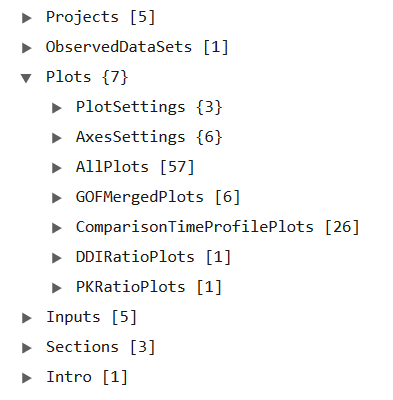 Projects [5]
ObservedDataSets [1]
Plots {7}
PlotSettings {3}
AxesSettings {6}
AllPlots [57]
GOFMergedPlots [6]
ComparisonTimeProfilePlots [26]
DDIRatioPlots [1]
PKRatioPlots [1]
Inputs [5]
Sections [3]
Intro [1]